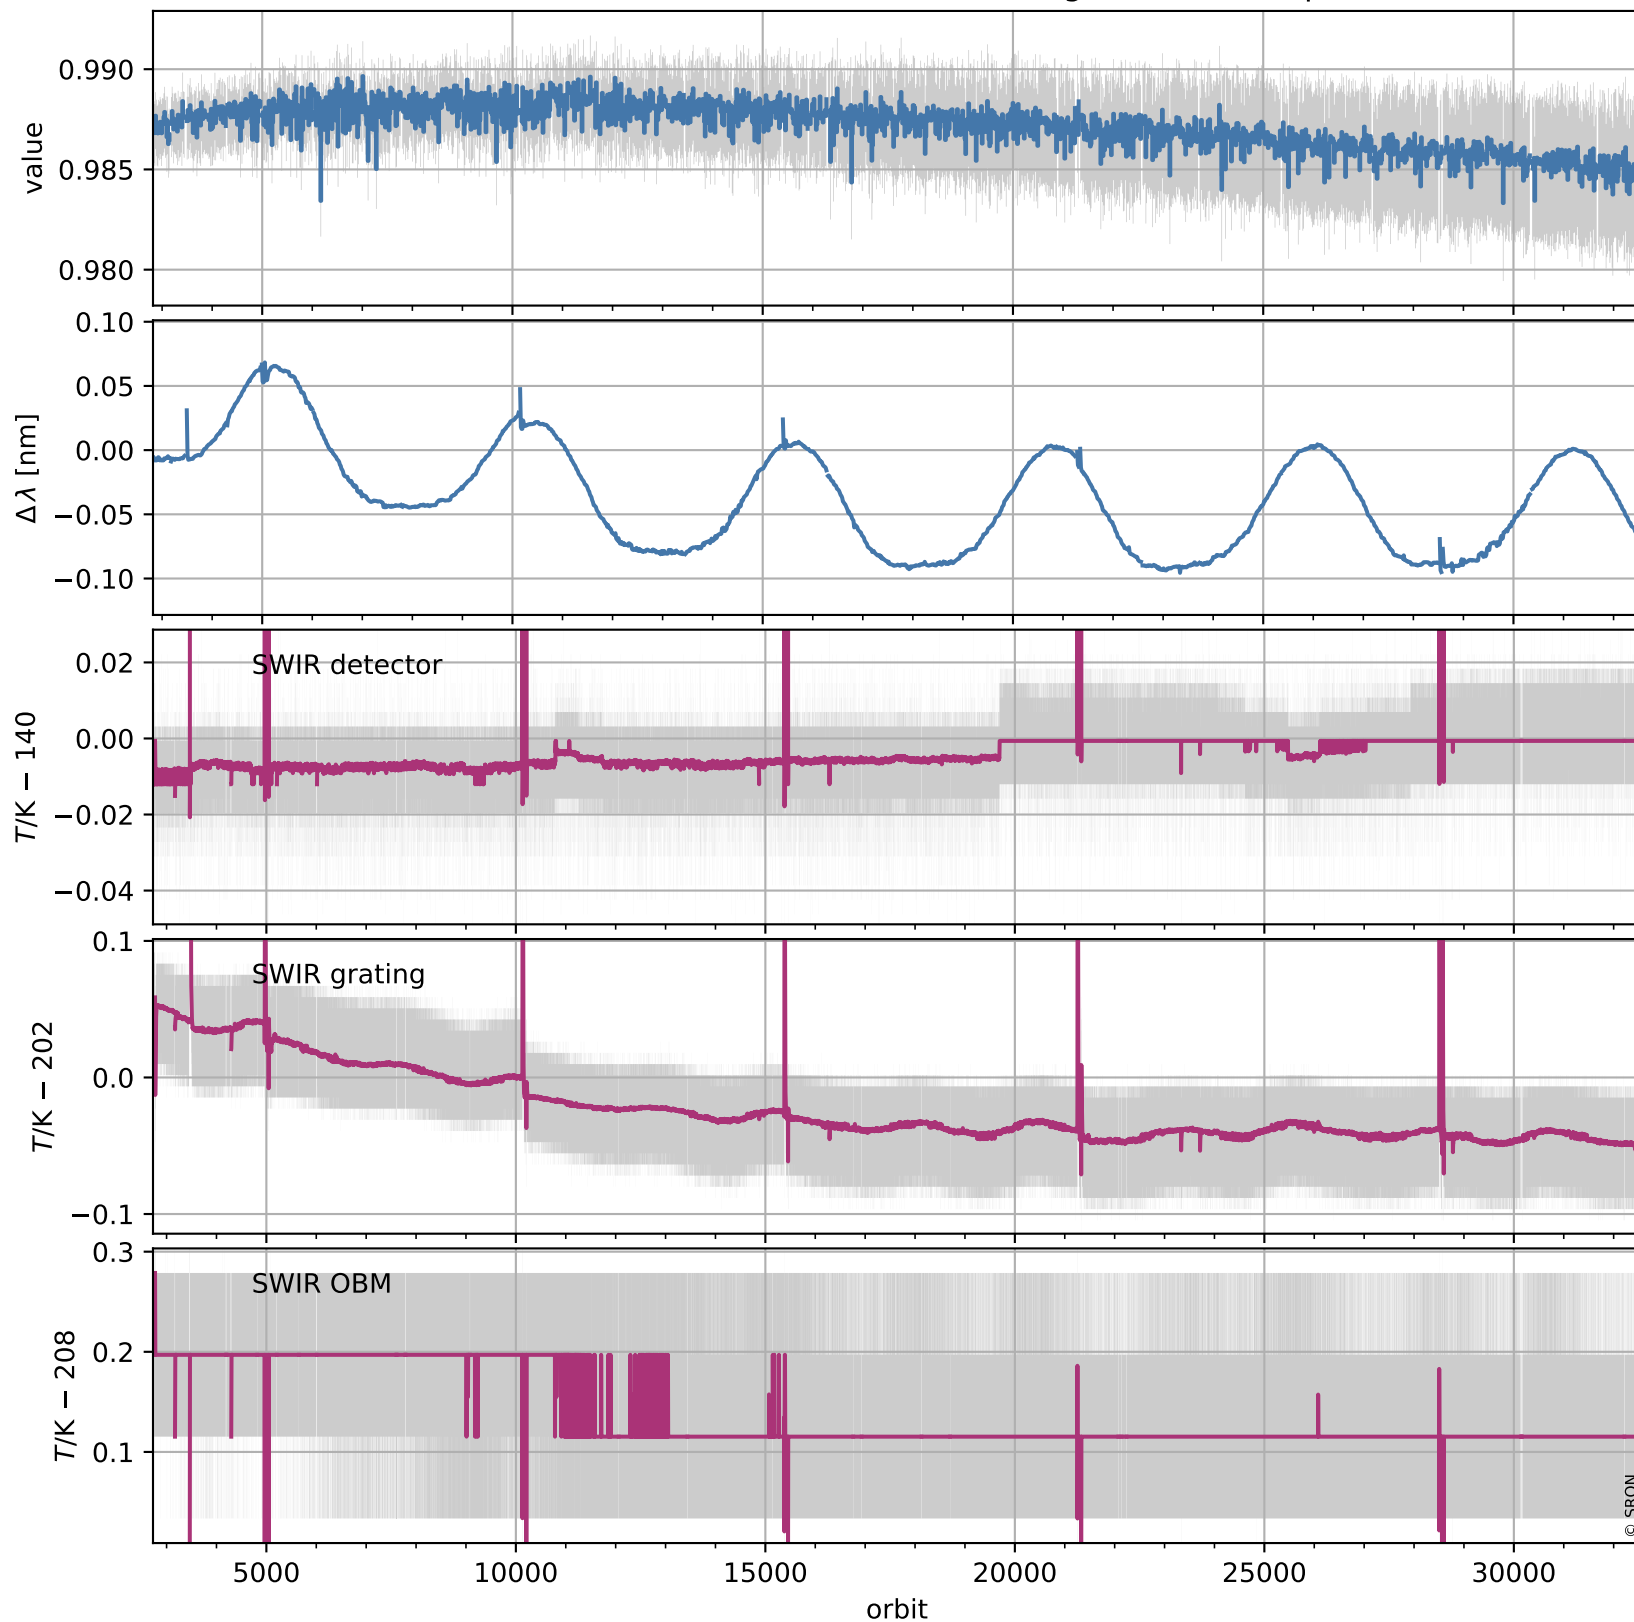 0.990
0.985
0.980
value
0.10
0.05
0.00
−0.05
−0.10
Δλ [nm]
SWIR detector
0.02
0.00
−0.02
−0.04
T/K − 140
SWIR grating
0.1
0.0
−0.1
T/K − 202
SWIR OBM
0.3
0.2
0.1
T/K − 208
© SRON
5000 10000 15000 20000 25000 30000
orbit